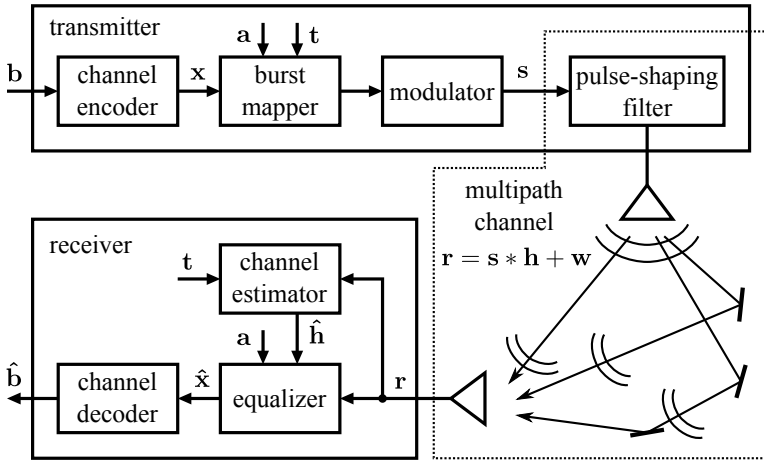 transmitter
a
t
b
channel
encoder
x
burst
mapper
modulator
s
pulse-shaping
filter
multipath
channel
r = s ∗ h + w
receiver
t
channel
estimator
a
ĥ
b̂
channel
decoder
x̂
equalizer
r